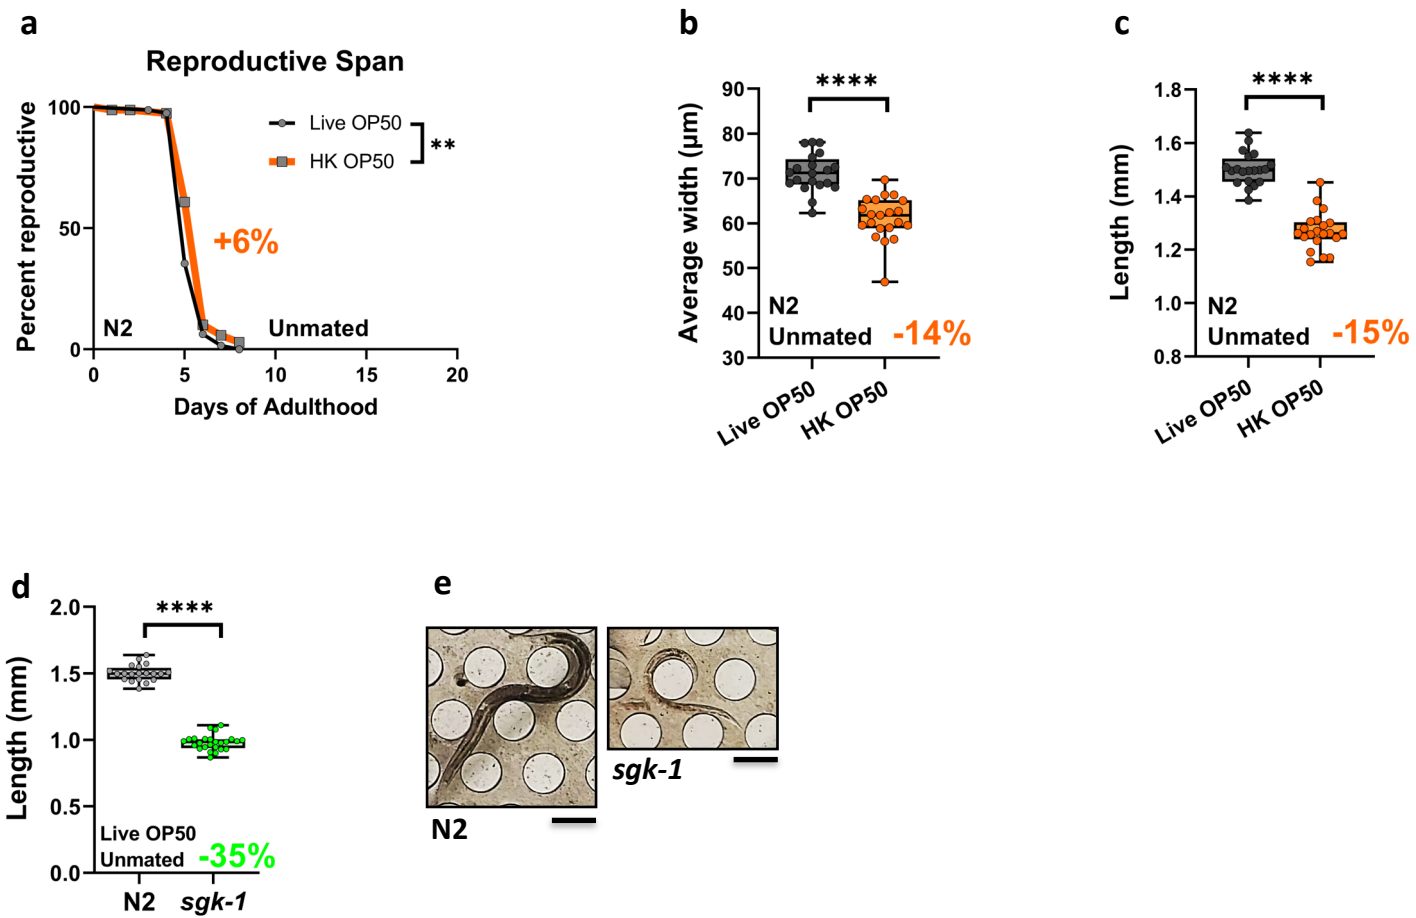 a
Reproductive Span
Percent reproductive
100
50
0
Live OP50
HK OP50
**
+6%
N2
Unmated
0
5
10
15
20
Days of Adulthood
b
****
Average width (µm)
90
80
70
60
50
40
30
N2
Unmated
-14%
Live OP50
HK OP50
c
****
Length (mm)
1.8
1.6
1.4
1.2
1.0
0.8
N2
Unmated
-15%
Live OP50
HK OP50
d
****
Length (mm)
2.0
1.5
1.0
0.5
0.0
Live OP50
Unmated
-35%
N2
sgk-1
e
N2
sgk-1